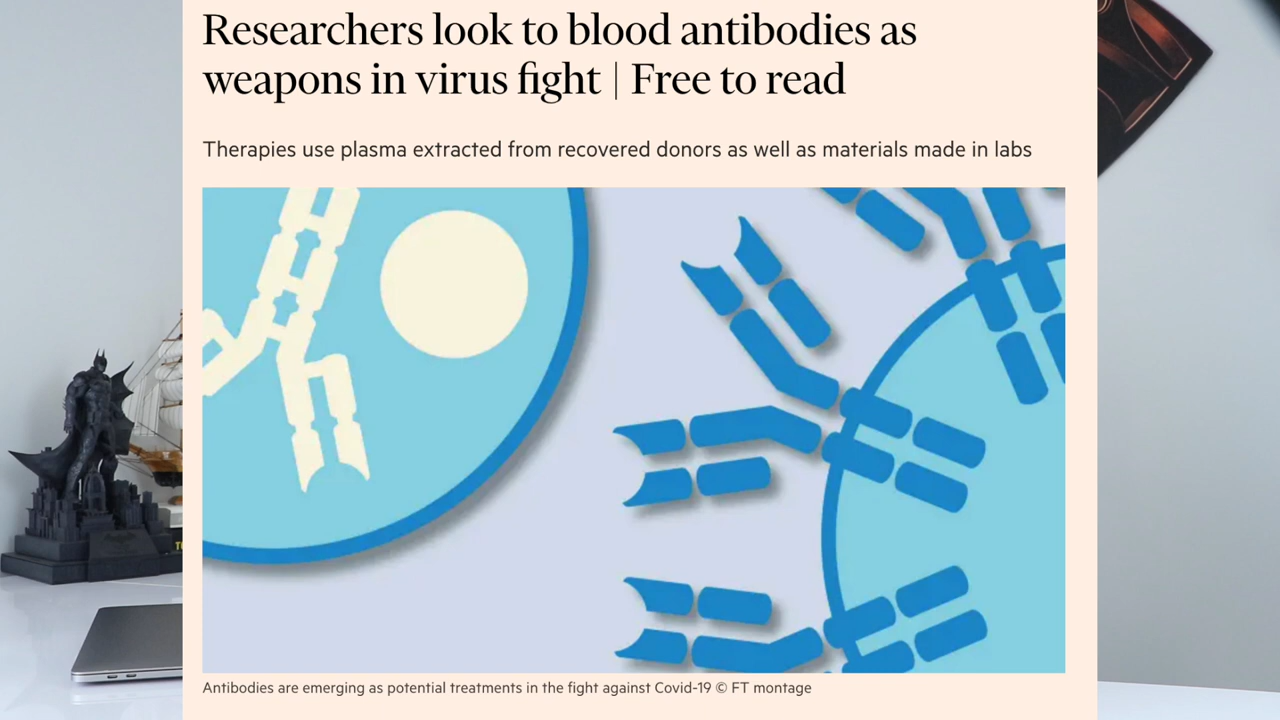 Researchers look to blood antibodies as
weapons in virus fight | Free to read
Therapies use plasma extracted from recovered donors as well as materials made in labs
Antibodies are emerging as potential treatments in the fight against Covid-19 © FT montage